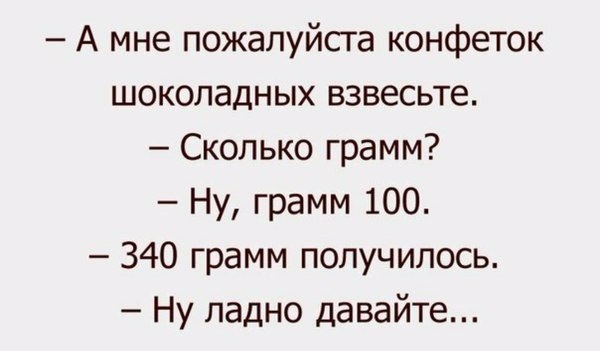 – А мне пожалуйста конфеток
шоколадных взвесьте.
– Сколько грамм?
– Ну, грамм 100.
– 340 грамм получилось.
– Ну ладно давайте...